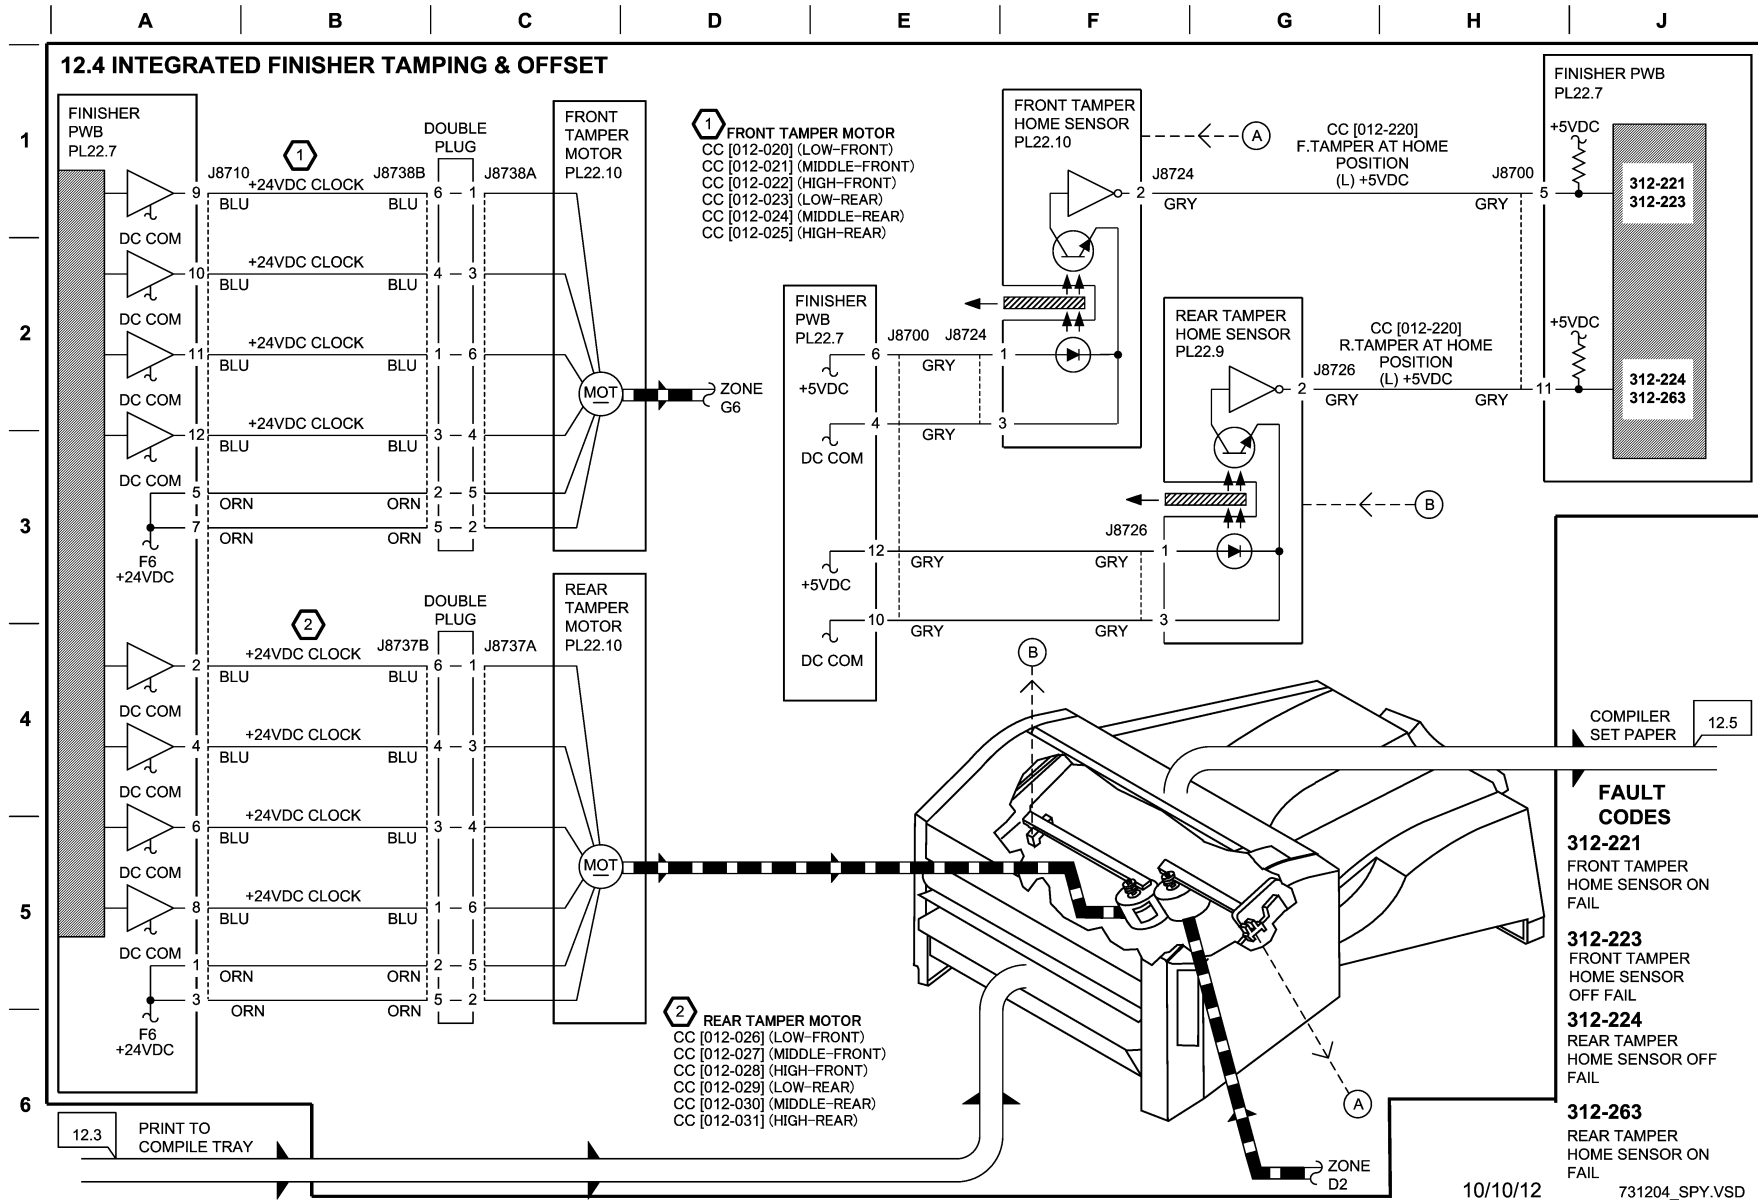 A B C D E F G H J
1
2
3
4
5
6
12.4 INTEGRATED FINISHER TAMPING & OFFSET
FINISHER
PWB
PL22.7
J8710
1
+24VDC CLOCK
J8738B
DOUBLE
PLUG
J8738A
FRONT
TAMPER
MOTOR
PL22.10
9
BLU
BLU
6
1
DC COM
10
+24VDC CLOCK
BLU
BLU
4
3
DC COM
11
+24VDC CLOCK
BLU
BLU
1
6
DC COM
12
+24VDC CLOCK
BLU
BLU
3
4
DC COM
5
ORN
ORN
2
5
7
ORN
ORN
5
2
F6
+24VDC
MOT
ZONE
G6
1
FRONT TAMPER MOTOR
CC [012-020] (LOW-FRONT)
CC [012-021] (MIDDLE-FRONT)
CC [012-022] (HIGH-FRONT)
CC [012-023] (LOW-REAR)
CC [012-024] (MIDDLE-REAR)
CC [012-025] (HIGH-REAR)
2
J8737B
DOUBLE
PLUG
J8737A
REAR
TAMPER
MOTOR
PL22.10
2
+24VDC CLOCK
BLU
BLU
6
1
DC COM
4
+24VDC CLOCK
BLU
BLU
4
3
DC COM
6
+24VDC CLOCK
BLU
BLU
3
4
DC COM
8
+24VDC CLOCK
BLU
BLU
1
6
DC COM
1
ORN
ORN
2
5
3
ORN
ORN
5
2
F6
+24VDC
MOT
2
REAR TAMPER MOTOR
CC [012-026] (LOW-FRONT)
CC [012-027] (MIDDLE-FRONT)
CC [012-028] (HIGH-FRONT)
CC [012-029] (LOW-REAR)
CC [012-030] (MIDDLE-REAR)
CC [012-031] (HIGH-REAR)
FINISHER
PWB
PL22.7
J8700
J8724
6
GRY
1
+5VDC
4
GRY
3
DC COM
J8726
12
GRY
GRY
1
+5VDC
10
GRY
GRY
3
DC COM
FRONT TAMPER
HOME SENSOR
PL22.10
A
2
J8724
GRY
CC [012-220]
F.TAMPER AT HOME
POSITION
(L) +5VDC
J8700
GRY
5
REAR TAMPER
HOME SENSOR
PL22.9
B
2
J8726
GRY
CC [012-220]
R.TAMPER AT HOME
POSITION
(L) +5VDC
GRY
11
FINISHER PWB
PL22.7
+5VDC
312-221
312-223
+5VDC
312-224
312-263
B
A
ZONE
D2
COMPILER
SET PAPER
12.5
FAULT
CODES
312-221
FRONT TAMPER
HOME SENSOR ON
FAIL
312-223
FRONT TAMPER
HOME SENSOR
OFF FAIL
312-224
REAR TAMPER
HOME SENSOR OFF
FAIL
312-263
REAR TAMPER
HOME SENSOR ON
FAIL
12.3
PRINT TO
COMPILE TRAY
10/10/12
731204_SPY.VSD